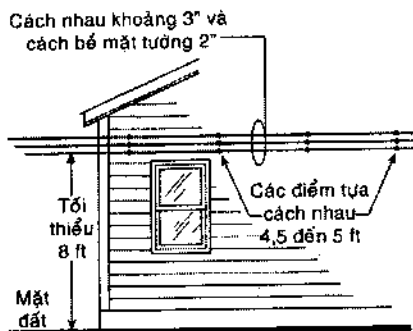 Cách nhau khoảng 3" và
cách bể mặt tường 2"
Tối
thiểu
8 ft
Các điểm tựa
cách nhau
4,5 đến 5 ft
Mặt
đất